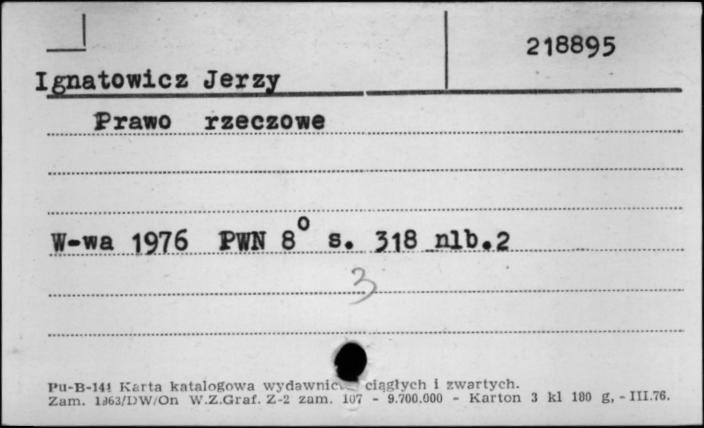 218895
Ignatowicz Jerzy
Prawo rzeczowe
W-wa 1976 PWN 8° s. 318 nlb.2
3
Pu-B-141 Karta katalogowa ciągłych i zwartych.
Zam. 1363/DW/On W.Z.Graf. Z-2 zam. 107 - 9.700.000 - Karton 3 kl 180 g, - III.76.